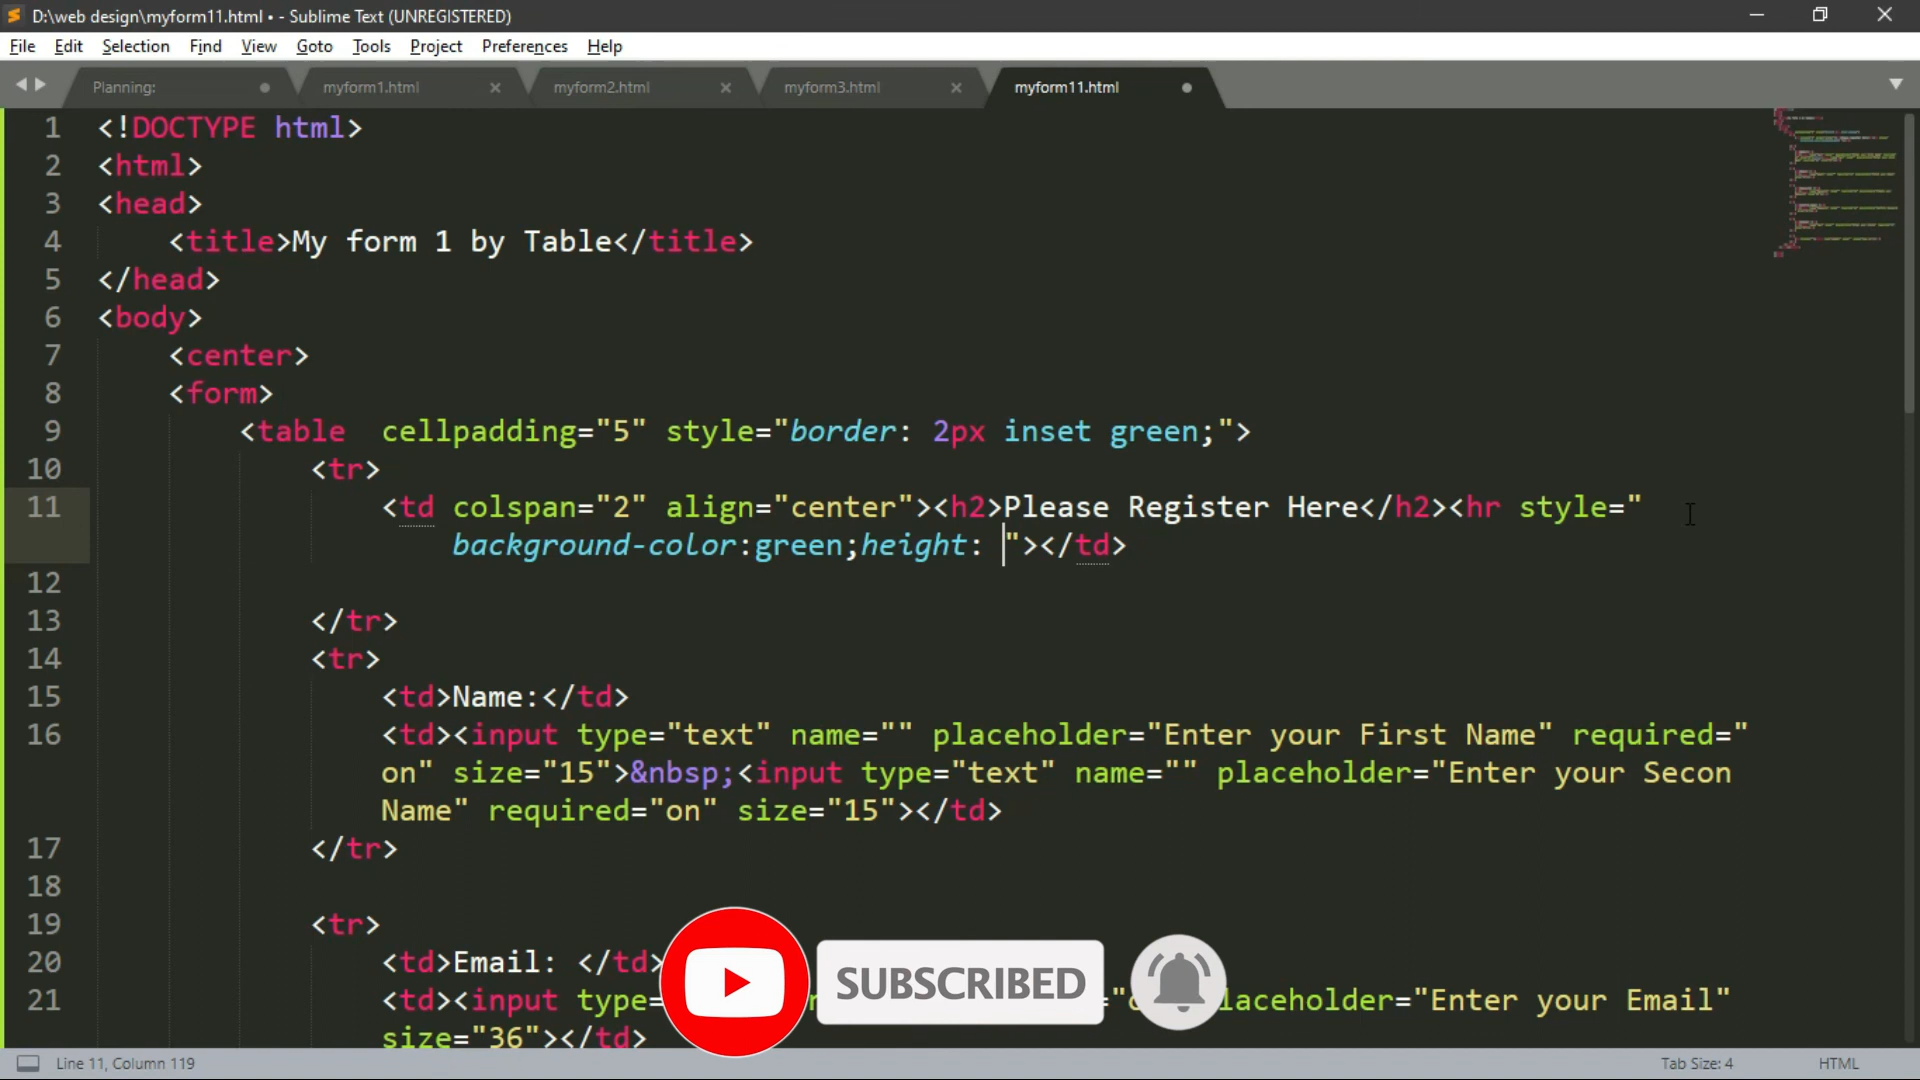 D:\web design\myform11.html • - Sublime Text (UNREGISTERED)
File Edit Selection Find View Goto Tools Project Preferences Help
Planning: myform1.html myform2.html myform3.html myform11.html
1 <!DOCTYPE html>
2 <html>
3 <head>
4 <title>My form 1 by Table</title>
5 </head>
6 <body>
7 <center>
8 <form>
9 <table  cellpadding="5" style="border: 2px inset green;">
10 <tr>
11 <td colspan="2" align="center"><h2>Please Register Here</h2><hr style="
background-color:green;height: "></td>
12
13 </tr>
14 <tr>
15 <td>Name:</td>
16 <td><input type="text" name="" placeholder="Enter your First Name" required="
on" size="15">&nbsp;<input type="text" name="" placeholder="Enter your Secon
Name" required="on" size="15"></td>
17 </tr>
18
19 <tr>
20 <td>Email: </td>
21 <td><input type= laceholder="Enter your Email"
size="36"></td>
SUBSCRIBED
Line 11, Column 119 Tab Size: 4 HTML